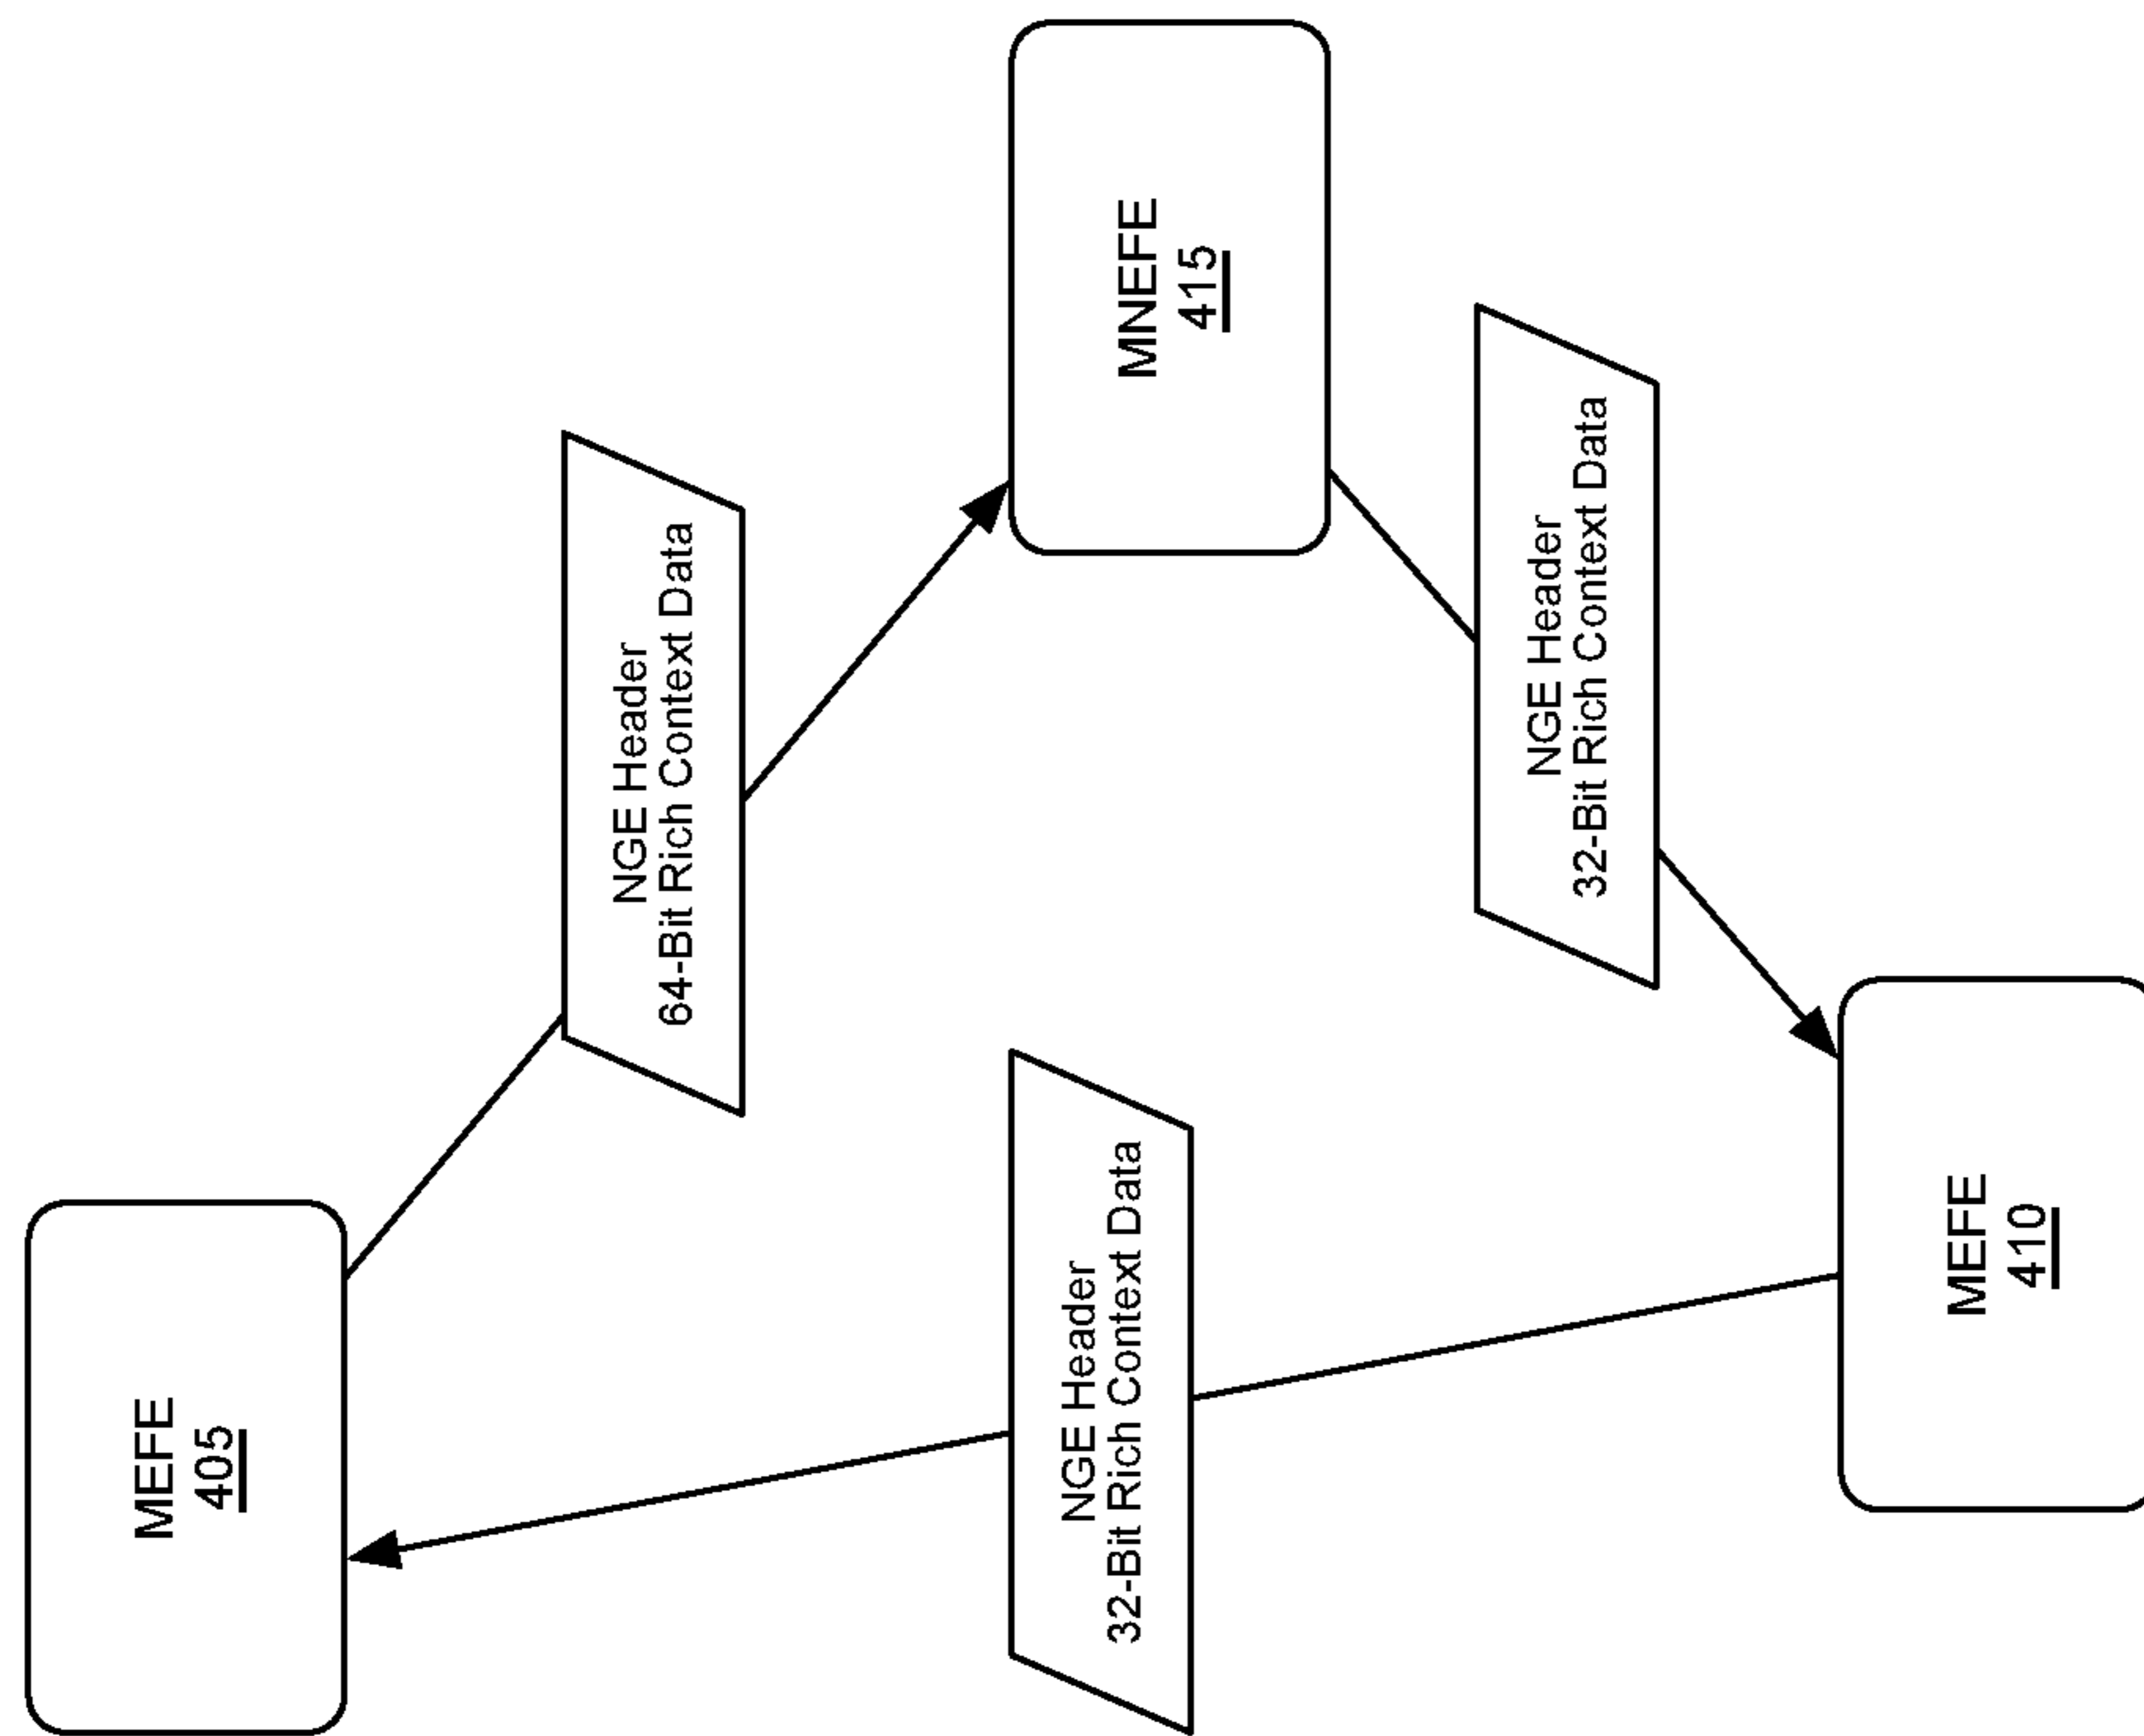 MEFE
405
NGE Header
64-Bit Rich Context Data
MNEFE
415
NGE Header
32-Bit Rich Context Data
NGE Header
32-Bit Rich Context Data
MEFE
410